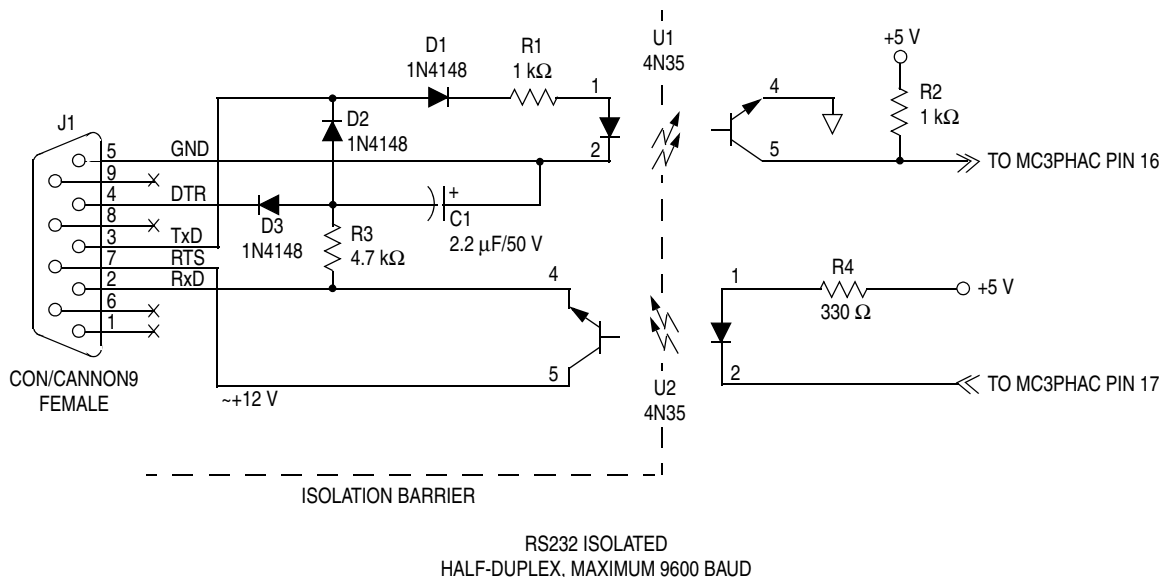 J1
5
9
4
8
3
7
2
6
1
GND
DTR
TxD
RTS
RxD
CON/CANNON9
FEMALE
~+12 V
D1
1N4148
R1
1 kΩ
D2
1N4148
D3
1N4148
R3
4.7 kΩ
+
C1
2.2 µF/50 V
1
2
4
5
U1
4N35
4
5
+5 V
R2
1 kΩ
TO MC3PHAC PIN 16
1
2
R4
330 Ω
+5 V
TO MC3PHAC PIN 17
U2
4N35
ISOLATION BARRIER
RS232 ISOLATED
HALF-DUPLEX, MAXIMUM 9600 BAUD